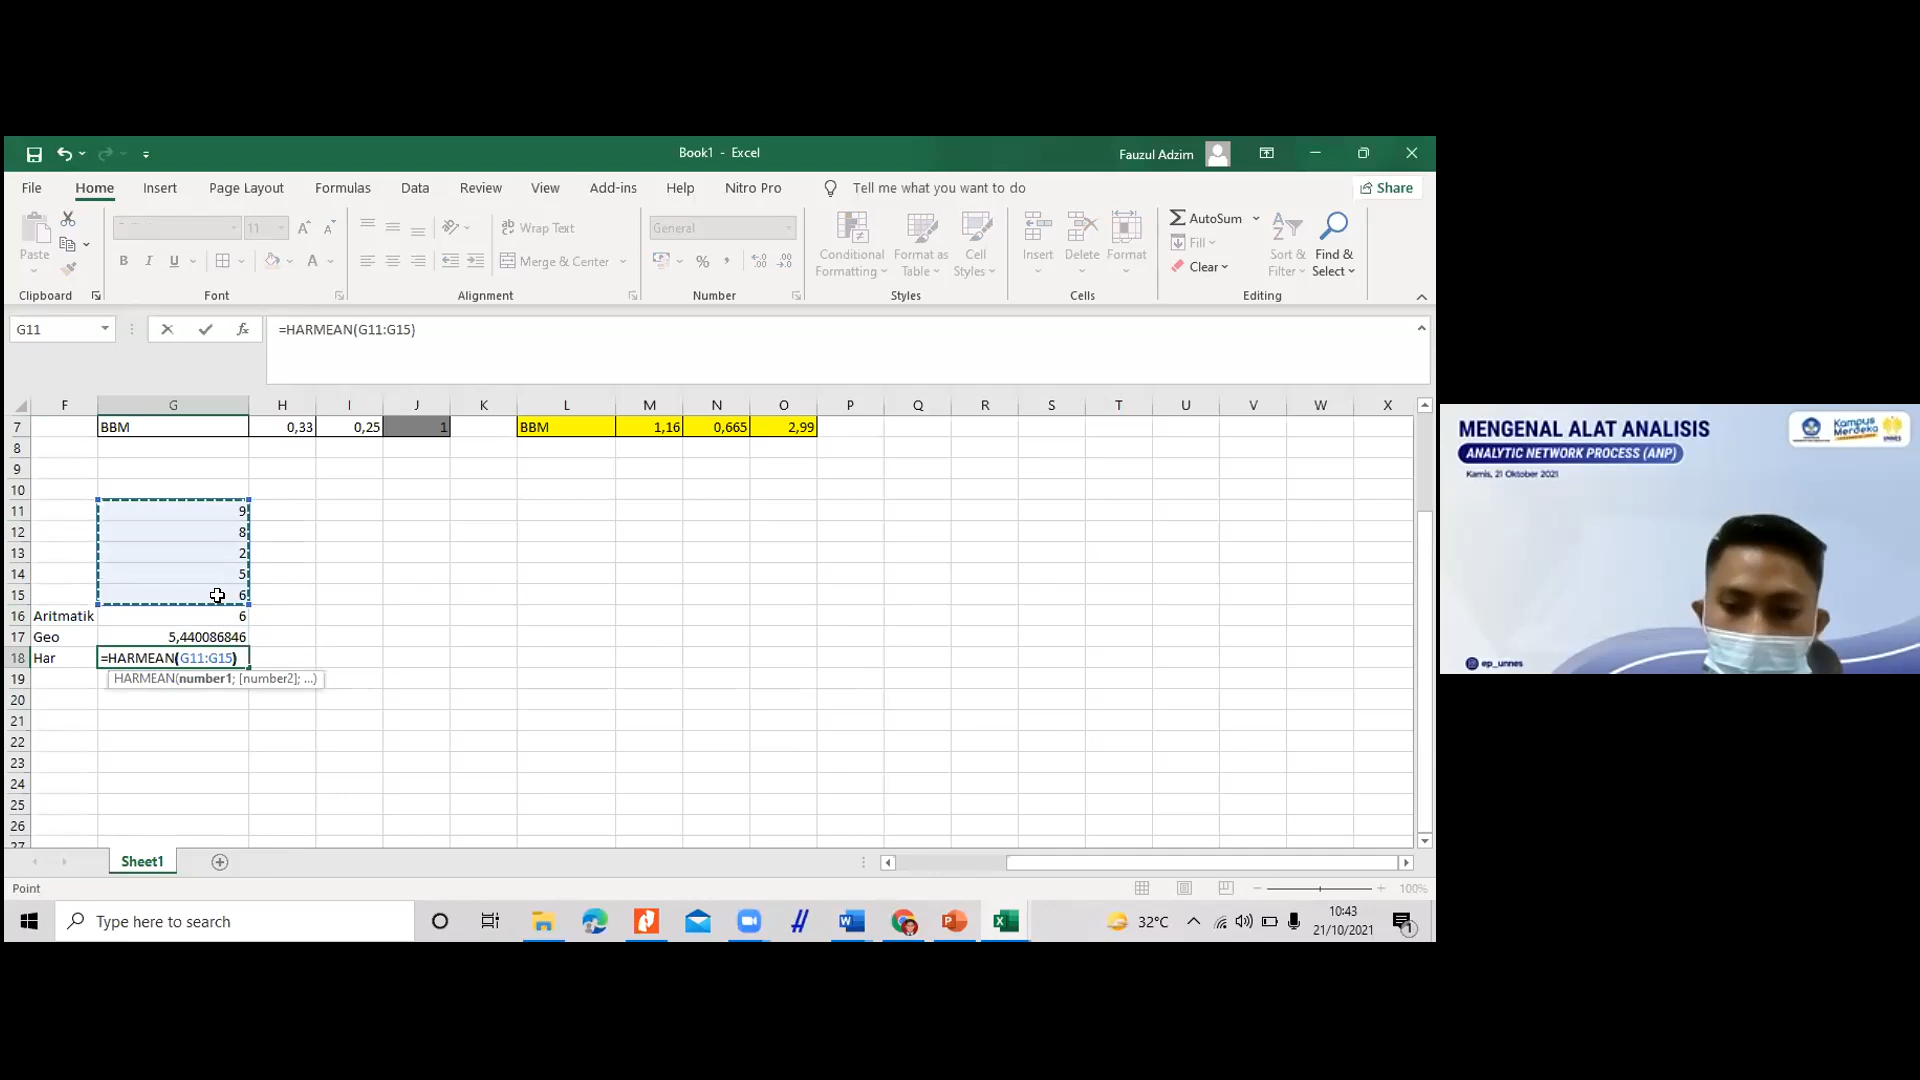 Book1 - Excel
Fauzul Adzim
File Home Insert Page Layout Formulas Data Review View Add-ins Help Nitro Pro Tell me what you want to do Share
Paste
Clipboard
11
B I U
Font
Wrap Text
Merge & Center
Alignment
General
Number
Conditional Formatting
Format as Table
Cell Styles
Styles
Insert Delete Format
Cells
AutoSum
Fill
Clear
Sort & Filter
Find & Select
Editing
G11
fx
=HARMEAN(G11:G15)
F G H I J K L M N O P Q R S T U V W X
7 BBM 0,33 0,25 1 BBM 1,16 0,665 2,99
8
9
10
11 9
12 8
13 2
14 5
15 6
16 Aritmatik 6
17 Geo 5,440086846
18 Har =HARMEAN(G11:G15)
19 HARMEAN(number1; [number2]; ...)
20
21
22
23
24
25
26
27
Sheet1
Point
100%
Type here to search
32°C
10:43
21/10/2021
1
MENGENAL ALAT ANALISIS
ANALYTIC NETWORK PROCESS (ANP)
Kamis, 21 Oktober 2021
Kampus Merdeka
UNNES
ep_unnes